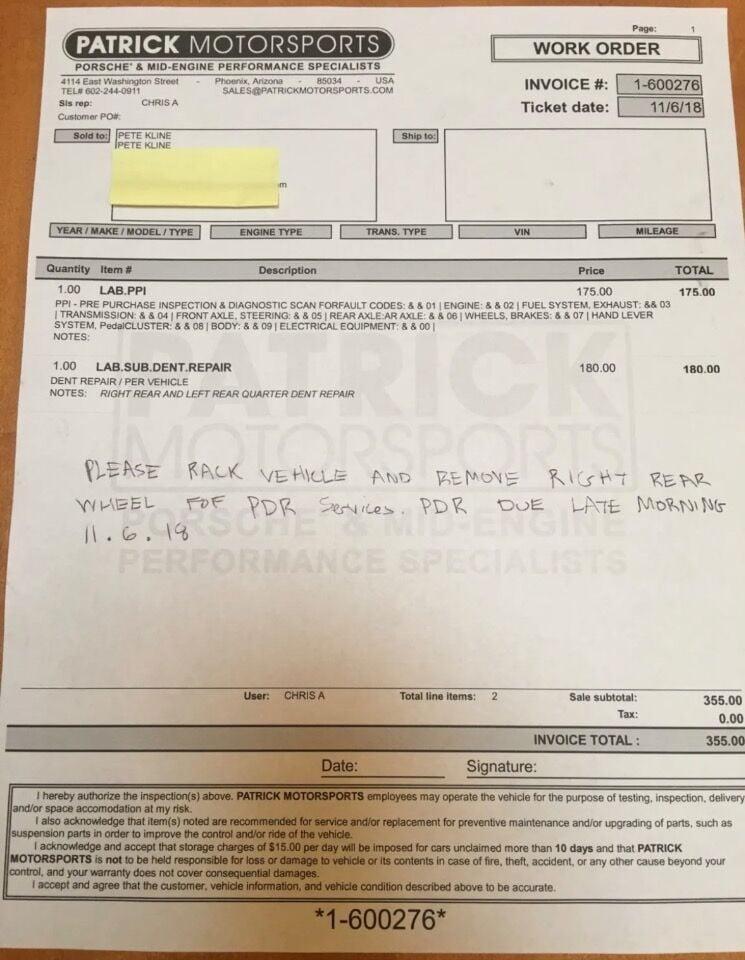 Page: 1
PATRICK MOTORSPORTS
PORSCHE' & MID-ENGINE PERFORMANCE SPECIALISTS
4114 East Washington Street - Phoenix, Arizona - 85034 - USA
TEL# 602-244-0911 SALES@PATRICKMOTORSPORTS.COM
Sls rep: CHRIS A
Customer PO#:
WORK ORDER
INVOICE #: 1-600276
Ticket date: 11/6/18
Sold to: PETE KLINE
PETE KLINE
m
Ship to:
YEAR / MAKE / MODEL / TYPE ENGINE TYPE TRANS. TYPE VIN MILEAGE
Quantity Item # Description Price TOTAL
1.00 LAB.PPI 175.00 175.00
PPI - PRE PURCHASE INSPECTION & DIAGNOSTIC SCAN FORFAULT CODES: & & 01 | ENGINE: & & 02 | FUEL SYSTEM, EXHAUST: && 03
| TRANSMISSION: & & 04 | FRONT AXLE, STEERING: & & 05 | REAR AXLE:AR AXLE: & & 06 | WHEELS, BRAKES: & & 07 | HAND LEVER
SYSTEM, PedalCLUSTER: & & 08 | BODY: & & 09 | ELECTRICAL EQUIPMENT: & & 00 |
NOTES:
1.00 LAB.SUB.DENT.REPAIR 180.00 180.00
DENT REPAIR / PER VEHICLE
NOTES: RIGHT REAR AND LEFT REAR QUARTER DENT REPAIR
PATRICK
MOTORSPORTS
PORSCHE & MID-ENGINE
PERFORMANCE SPECIALISTS
PLEASE RACK VEHICLE AND REMOVE RIGHT REAR
WHEEL FOF PDR Services. PDR DUE LATE MORNING
11.6.18
User: CHRIS A Total line items: 2 Sale subtotal: 355.00
Tax: 0.00
INVOICE TOTAL : 355.00
Date: Signature:
I hereby authorize the inspection(s) above. PATRICK MOTORSPORTS employees may operate the vehicle for the purpose of testing, inspection, delivery
and/or space accomodation at my risk.
I also acknowledge that item(s) noted are recommended for service and/or replacement for preventive maintenance and/or upgrading of parts, such as
suspension parts in order to improve the control and/or ride of the vehicle.
I acknowledge and accept that storage charges of $15.00 per day will be imposed for cars unclaimed more than 10 days and that PATRICK
MOTORSPORTS is not to be held responsible for loss or damage to vehicle or its contents in case of fire, theft, accident, or any other cause beyond your
control, and your warranty does not cover consequential damages.
I accept and agree that the customer, vehicle information, and vehicle condition described above to be accurate.
*1-600276*